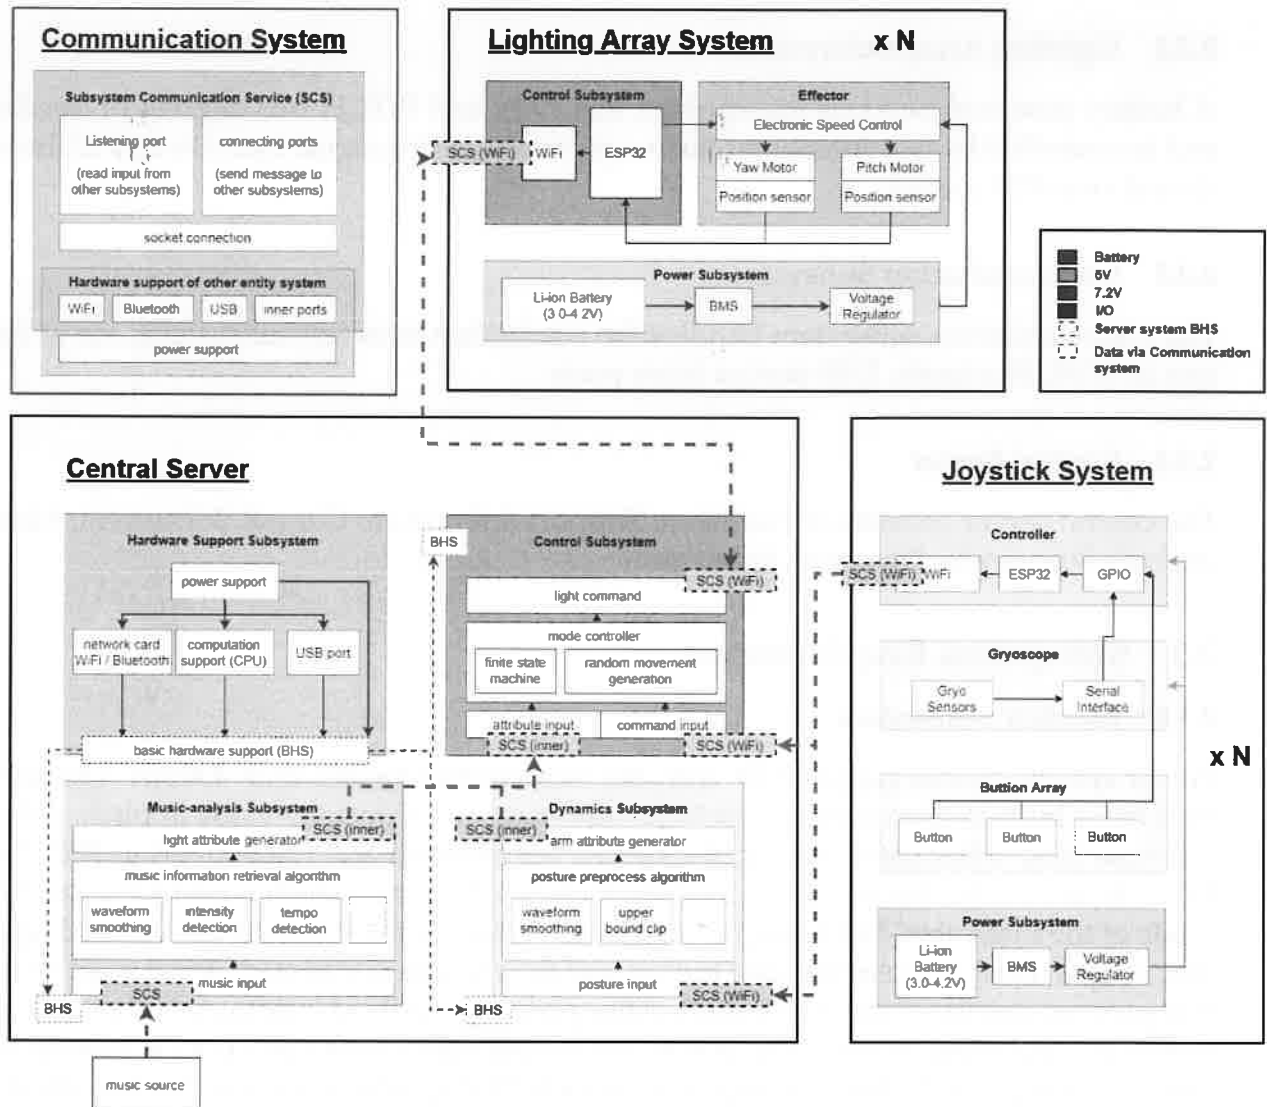 Communication System
Subsystem Communication Service (SCS)
Listening port
(read input from
other subsystems)
connecting ports
(send message to
other subsystems)
socket connection
Hardware support of other entity system
WiFi
Bluetooth
USB
inner ports
power support
Lighting Array System x N
Control Subsystem
SCS (WiFi)
WiFi
ESP32
Effector
Electronic Speed Control
Yaw Motor
Position sensor
Pitch Motor
Position sensor
Power Subsystem
Li-ion Battery
(3.0-4.2V)
BMS
Voltage
Regulator
Battery
5V
7.2V
I/O
Server system BHS
Data via Communication
system
Central Server
Hardware Support Subsystem
power support
network card
WiFi / Bluetooth
computation
support (CPU)
USB port
basic hardware support (BHS)
BHS
Control Subsystem
SCS (WiFi)
light command
mode controller
finite state
machine
random movement
generation
attribute input
command input
SCS (inner)
SCS (WiFi)
Music-analysis Subsystem
SCS (inner)
light attribute generator
music information retrieval algorithm
waveform
smoothing
intensity
detection
tempo
detection
...
music input
SCS
BHS
music source
Dynamics Subsystem
SCS (inner)
arm attribute generator
posture preprocess algorithm
waveform
smoothing
upper
bound clip
...
posture input
SCS (WiFi)
BHS
Joystick System
Controller
SCS (WiFi)
WiFi
ESP32
GPIO
Gryoscope
Gryo
Sensors
Serial
Interface
x N
Buttion Array
Button
Button
Button
Power Subsystem
Li-ion
Battery
(3.0-4.2V)
BMS
Voltage
Regulator